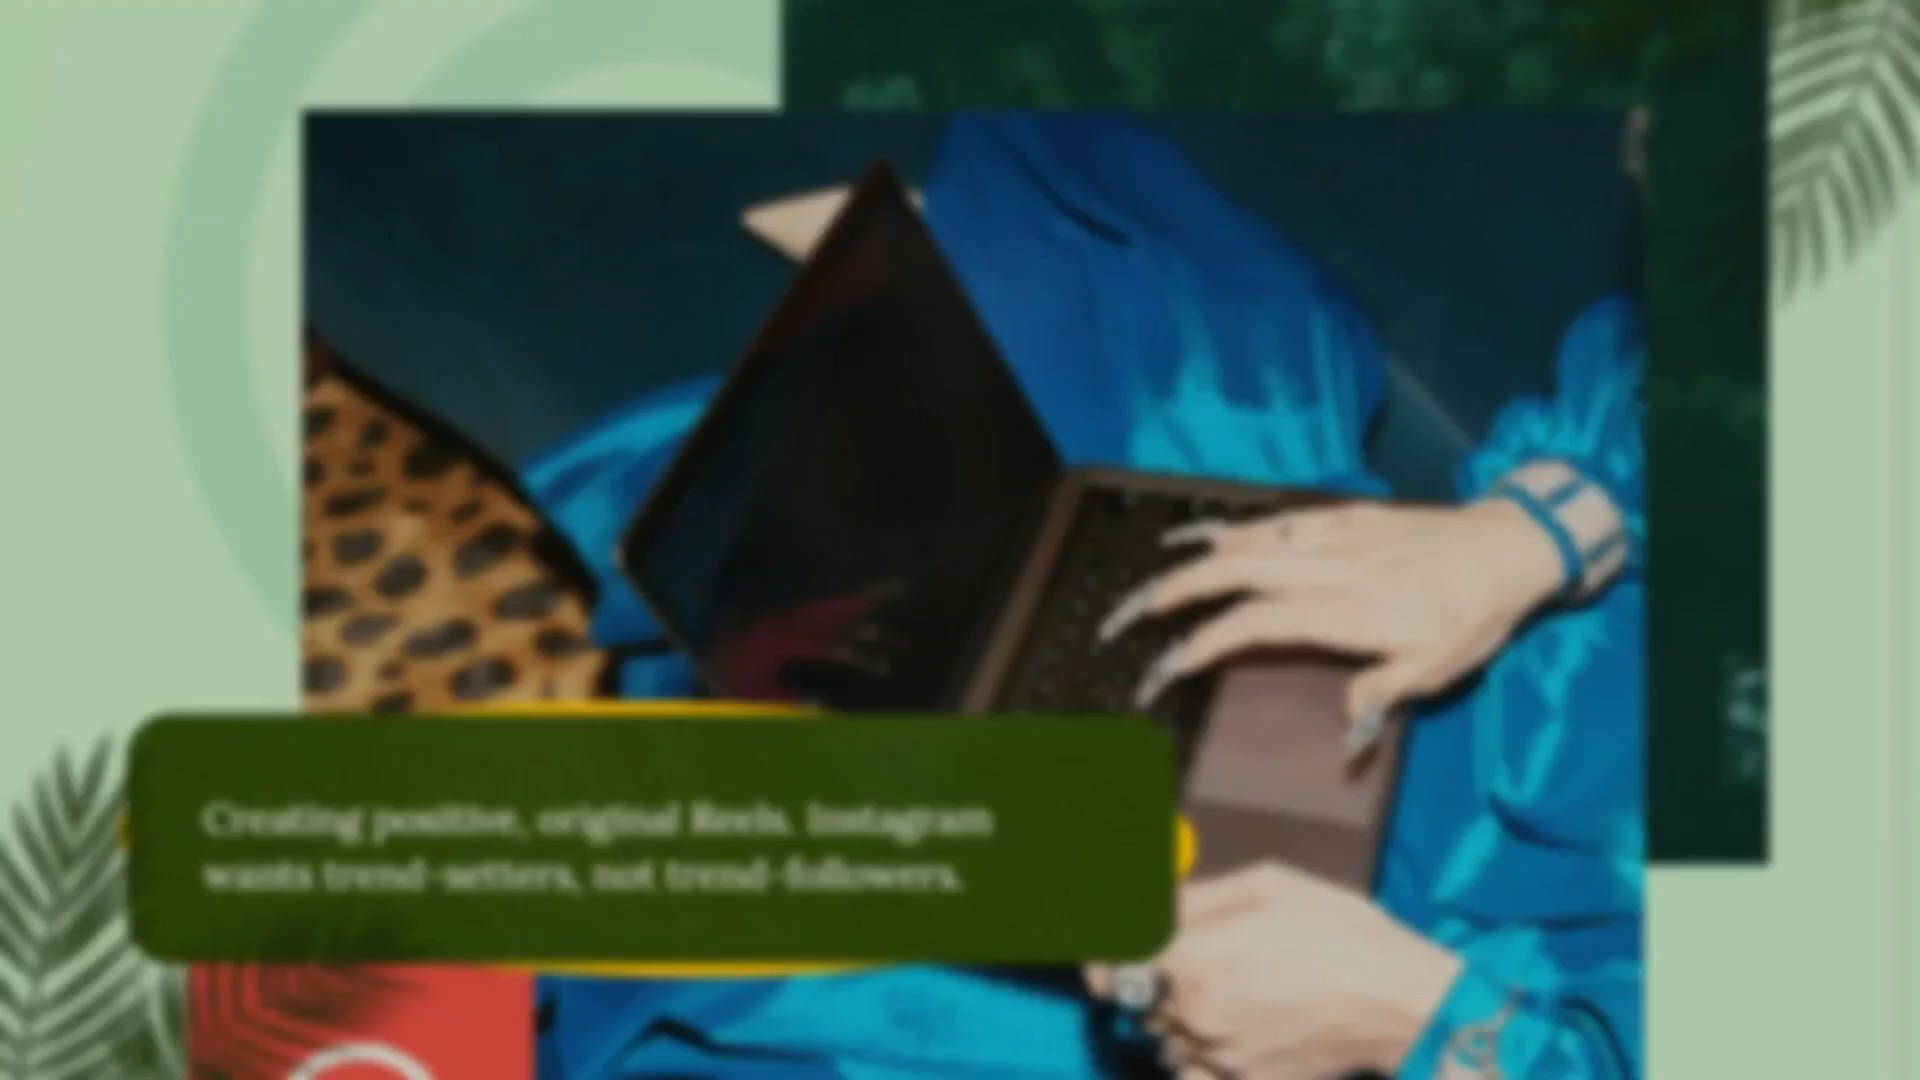 Creating positive, original Reels. Instagram
wants trend-setters, not trend-followers.